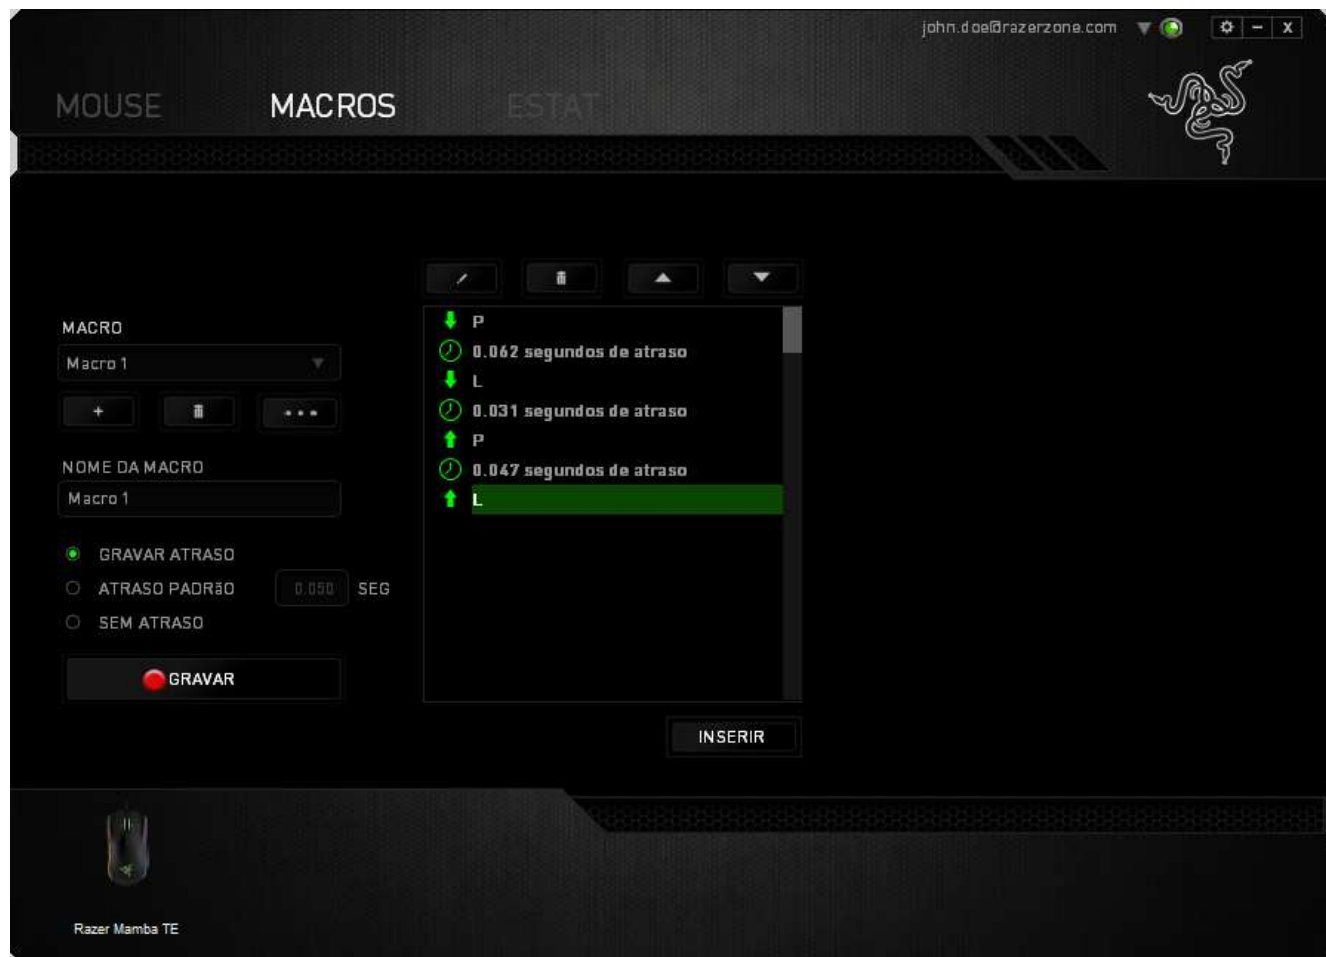 john.doe@razerzone.com
MOUSE MACROS ESTAT
MACRO
Macro 1
NOME DA MACRO
Macro 1
GRAVAR ATRASO
ATRASO PADRãO 0.050 SEG
SEM ATRASO
GRAVAR
P
0.062 segundos de atraso
L
0.031 segundos de atraso
P
0.047 segundos de atraso
L
INSERIR
Razer Mamba TE